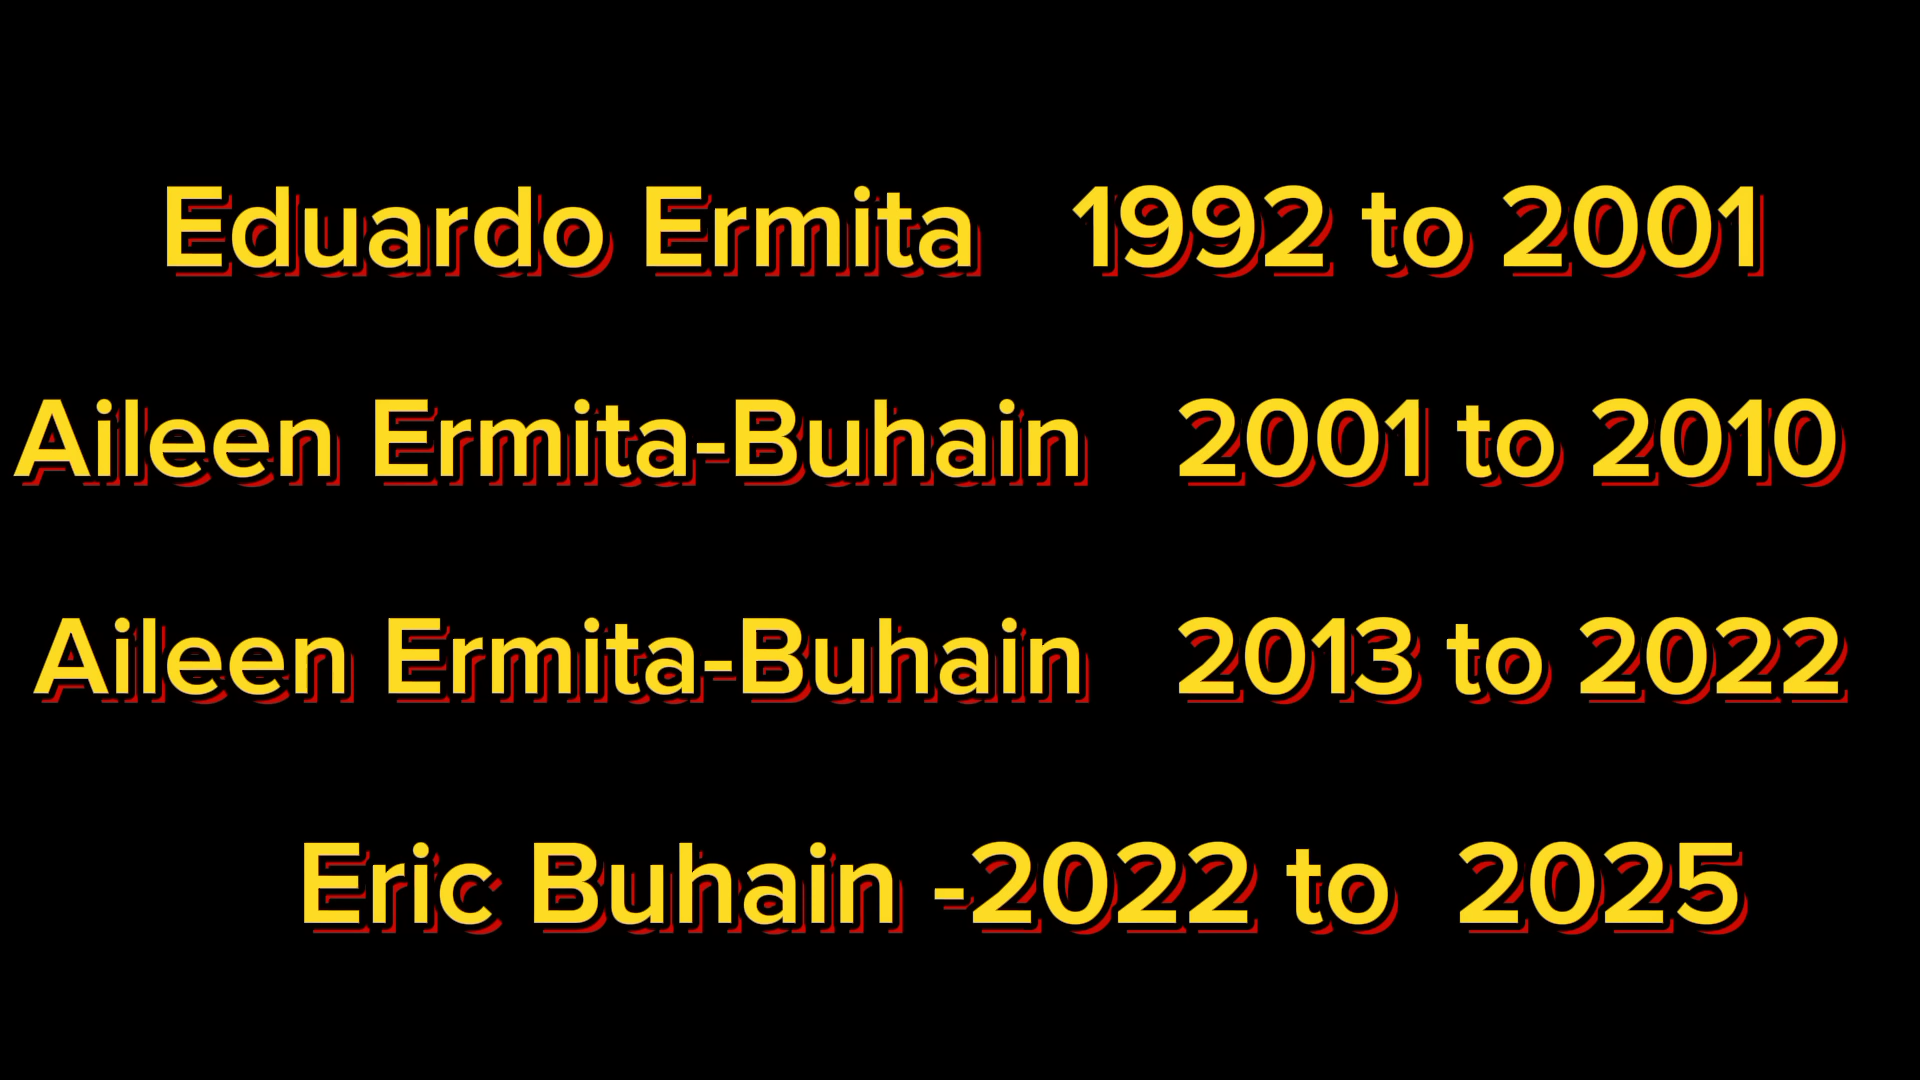 Eduardo Ermita 1992 to 2001
Aileen Ermita-Buhain 2001 to 2010
Aileen Ermita-Buhain 2013 to 2022
Eric Buhain -2022 to 2025